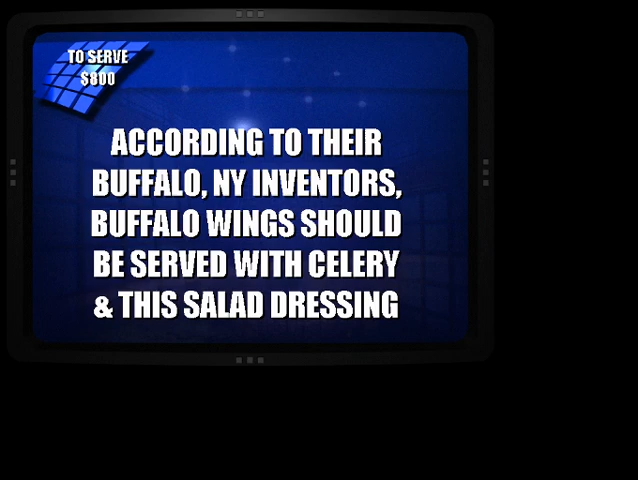 TO SERVE
$800
ACCORDING TO THEIR
BUFFALO, NY INVENTORS,
BUFFALO WINGS SHOULD
BE SERVED WITH CELERY
& THIS SALAD DRESSING